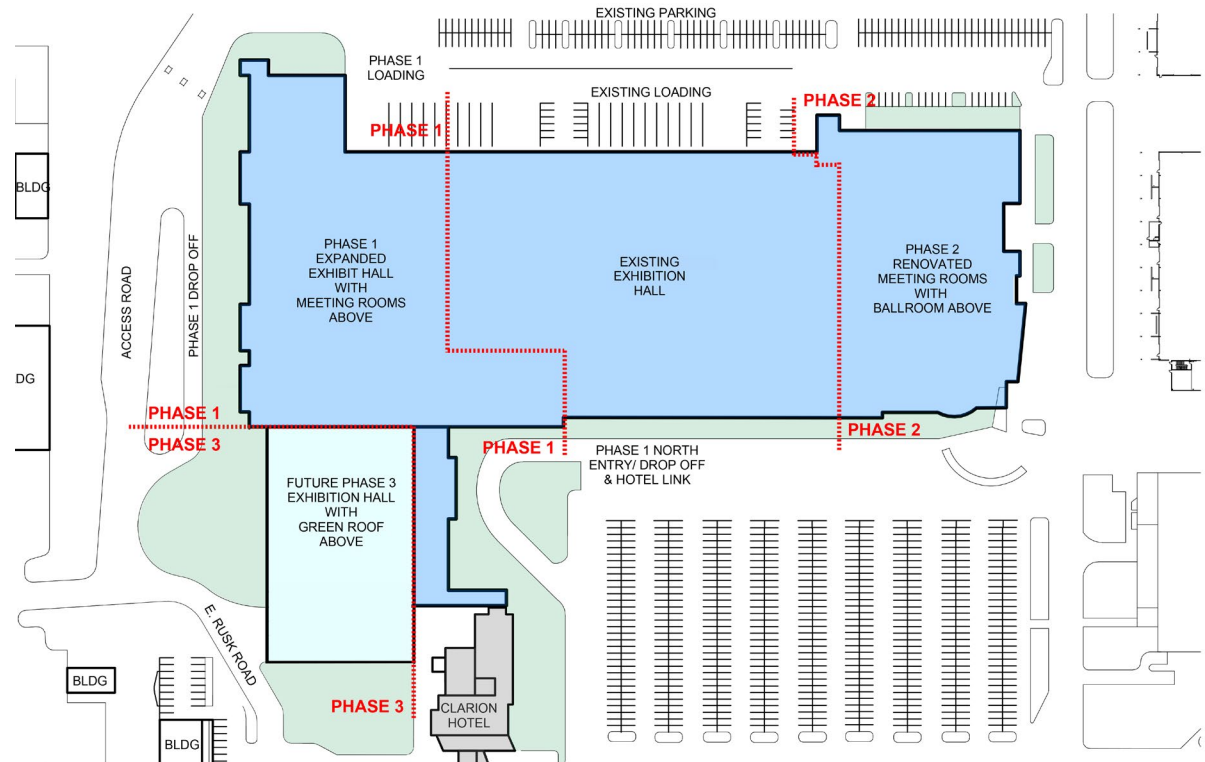 EXISTING PARKING
PHASE 1
LOADING
EXISTING LOADING
PHASE 2
PHASE 1
BLDG
PHASE 1
EXPANDED
EXHIBIT HALL
WITH
MEETING ROOMS
ABOVE
EXISTING
EXHIBITION
HALL
PHASE 2
RENOVATED
MEETING ROOMS
WITH
BALLROOM ABOVE
ACCESS ROAD
PHASE 1 DROP OFF
DG
PHASE 1
PHASE 3
PHASE 1
PHASE 2
PHASE 1 NORTH
ENTRY/ DROP OFF
& HOTEL LINK
FUTURE PHASE 3
EXHIBITION HALL
WITH
GREEN ROOF
ABOVE
E. RUSK ROAD
BLDG
PHASE 3
CLARION
HOTEL
BLDG